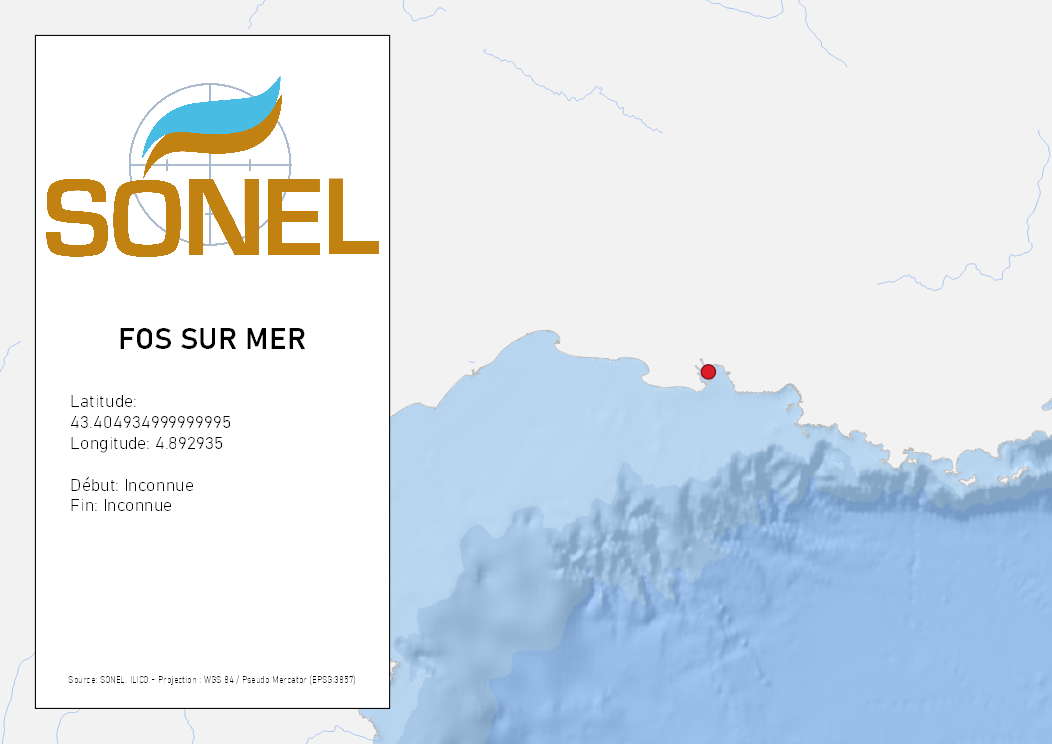 SONEL
FOS SUR MER
Latitude:
43.404934999999995
Longitude: 4.892935
Début: Inconnue
Fin: Inconnue
Source: SONEL, ILICO - Projection : WGS 84 / Pseudo Mercator (EPSG:3857)